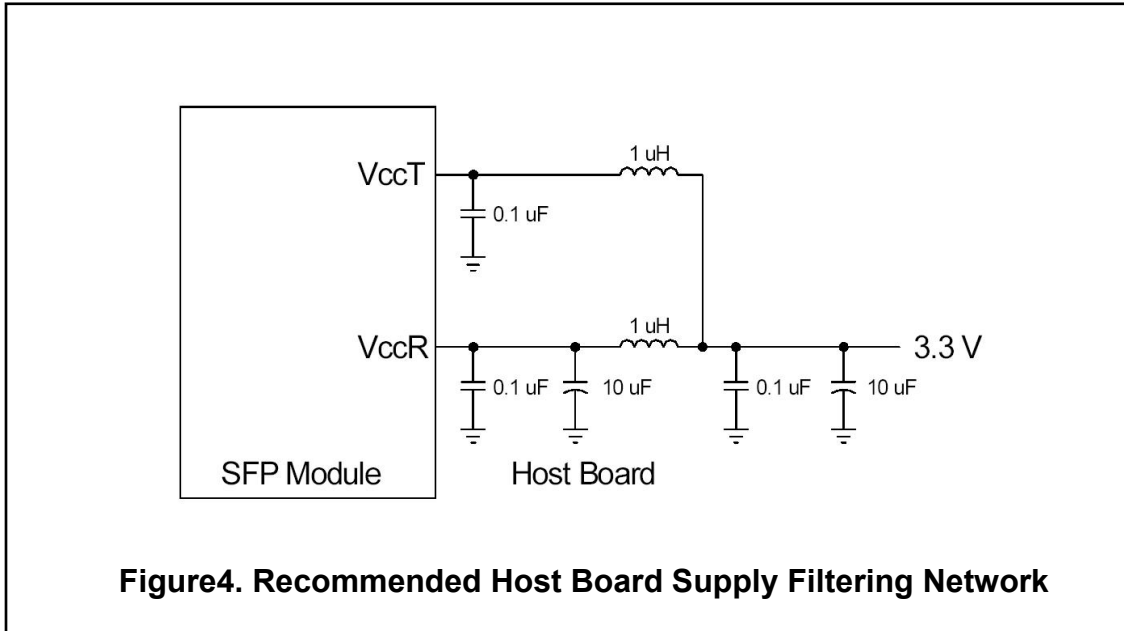 1 uH
VccT
0.1 uF
1 uH
VccR
3.3 V
0.1 uF
10 uF
0.1 uF
10 uF
SFP Module
Host Board
Figure4. Recommended Host Board Supply Filtering Network